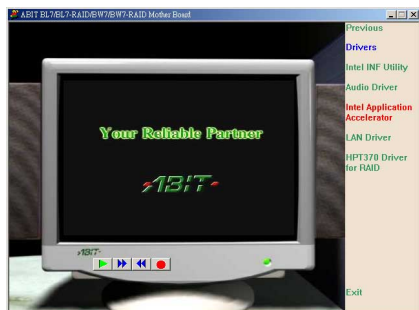 ABIT BL7/BL7-RAID/BW7/BW7-RAID Mother Board
Previous
Drivers
Intel INF Utility
Audio Driver
Intel Application
Accelerator
LAN Driver
HPT370 Driver
for RAID
Exit
Your Reliable Partner
ABIT
ABIT